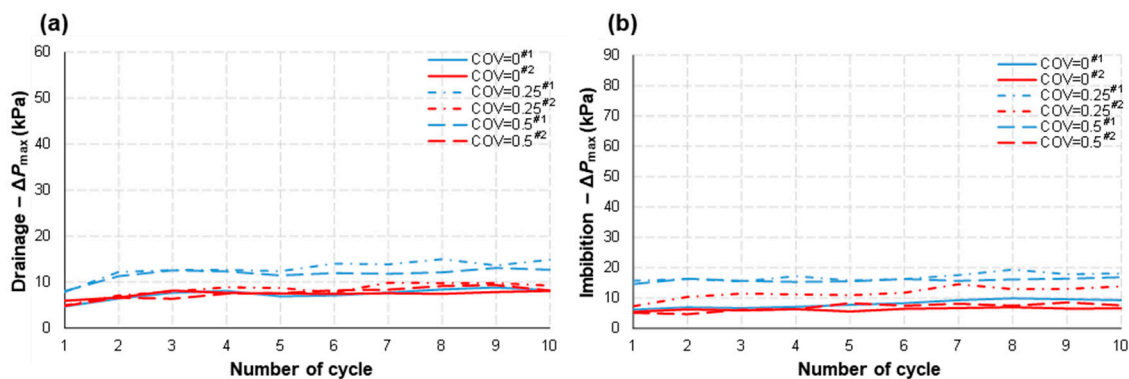 (a)
Drainage – ΔPmax (kPa)
60
50
40
30
20
10
0
1 2 3 4 5 6 7 8 9 10
Number of cycle
COV=0#1
COV=0#2
COV=0.25#1
COV=0.25#2
COV=0.5#1
COV=0.5#2
(b)
Imbibition – ΔPmax (kPa)
90
80
70
60
50
40
30
20
10
0
1 2 3 4 5 6 7 8 9 10
Number of cycle
COV=0#1
COV=0#2
COV=0.25#1
COV=0.25#2
COV=0.5#1
COV=0.5#2